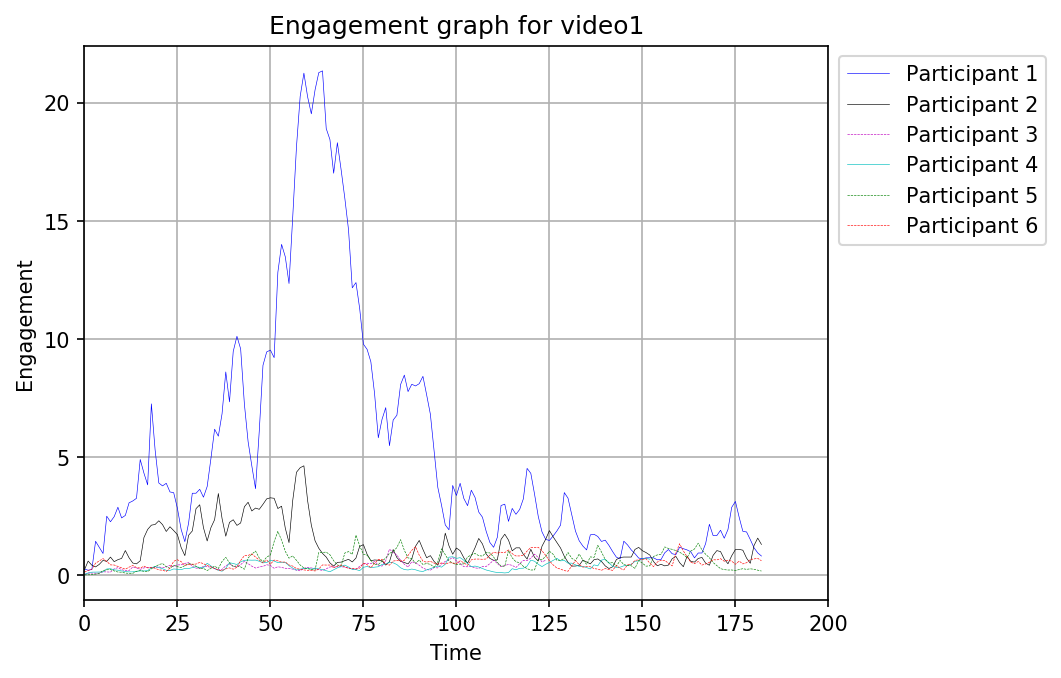 Engagement graph for video1
Engagement
20
15
10
5
0
0 25 50 75 100 125 150 175 200
Time
Participant 1
Participant 2
Participant 3
Participant 4
Participant 5
Participant 6